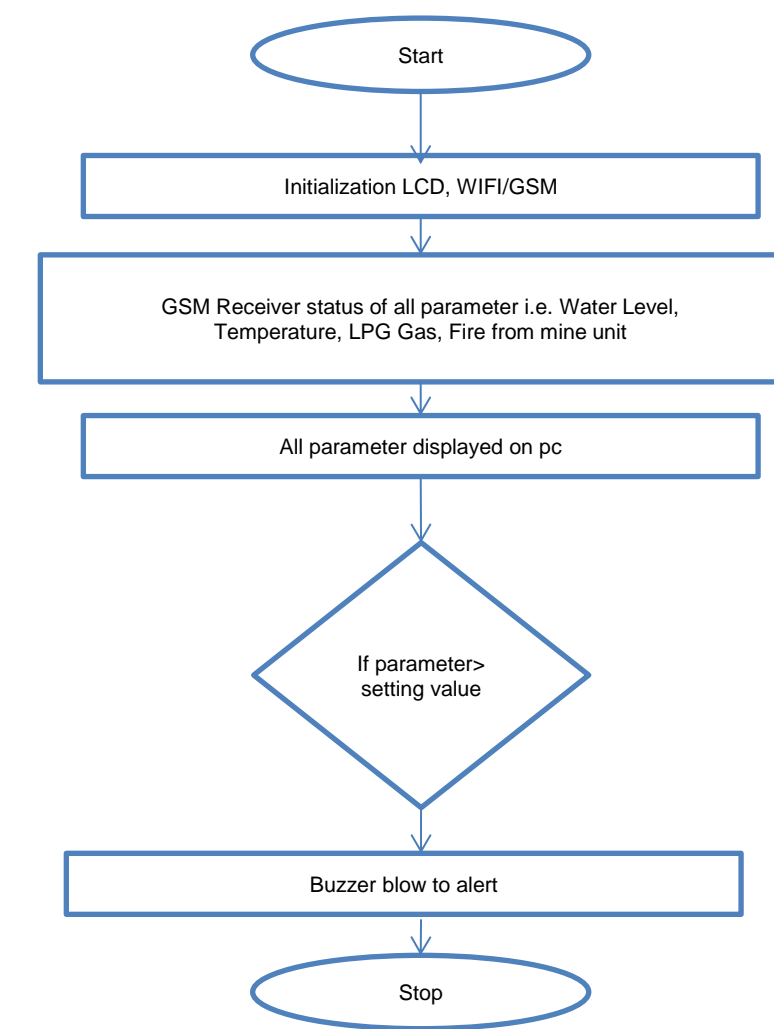 Start
Initialization LCD, WIFI/GSM
GSM Receiver status of all parameter i.e. Water Level,
Temperature, LPG Gas, Fire from mine unit
All parameter displayed on pc
If parameter>
setting value
Buzzer blow to alert
Stop